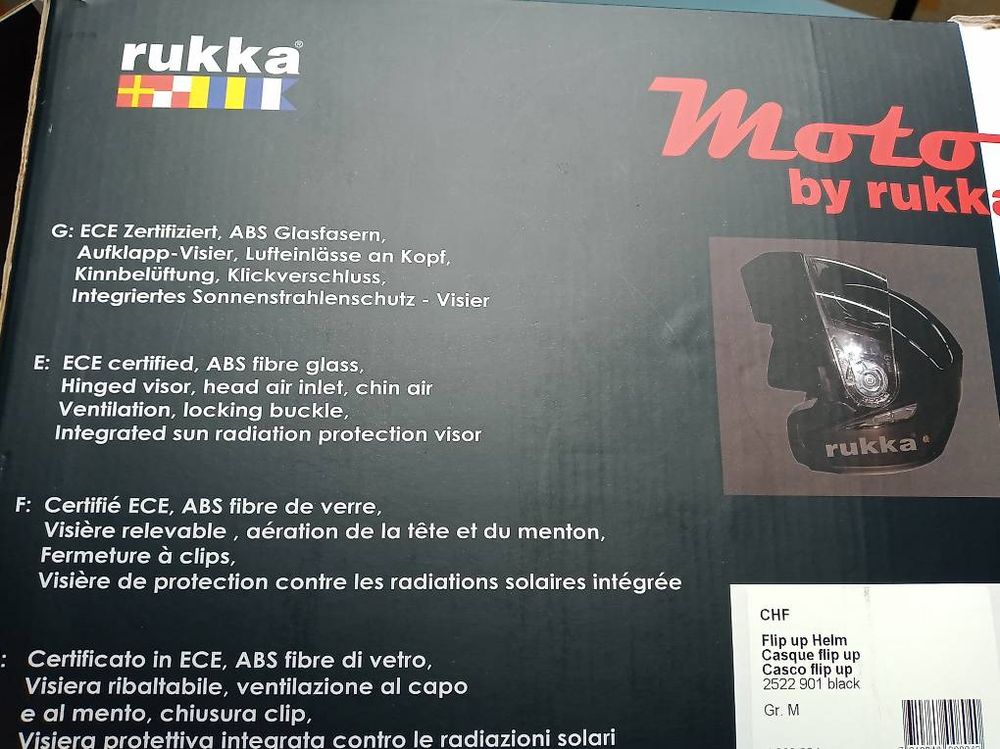 rukka®
Moto
by rukka
G: ECE Zertifiziert, ABS Glasfasern,
Aufklapp-Visier, Lufteinlässe an Kopf,
Kinnbelüftung, Klickverschluss,
Integriertes Sonnenstrahlenschutz - Visier
E: ECE certified, ABS fibre glass,
Hinged visor, head air inlet, chin air
Ventilation, locking buckle,
Integrated sun radiation protection visor
rukka
F: Certifié ECE, ABS fibre de verre,
Visière relevable , aération de la tête et du menton,
Fermeture à clips,
Visière de protection contre les radiations solaires intégrée
: Certificato in ECE, ABS fibre di vetro,
Visiera ribaltabile, ventilazione al capo
e al mento, chiusura clip,
Visiera protettiva integrata contro le radiazioni solari
CHF
Flip up Helm
Casque flip up
Casco flip up
2522 901 black
Gr. M